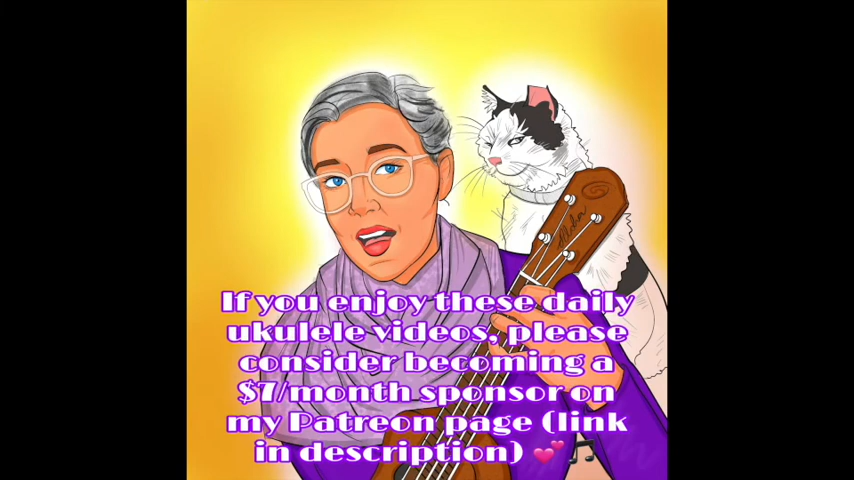 If you enjoy these daily
ukulele videos, please
consider becoming a
$7/month sponsor on
my Patreon page (link
in description) 💕🎵